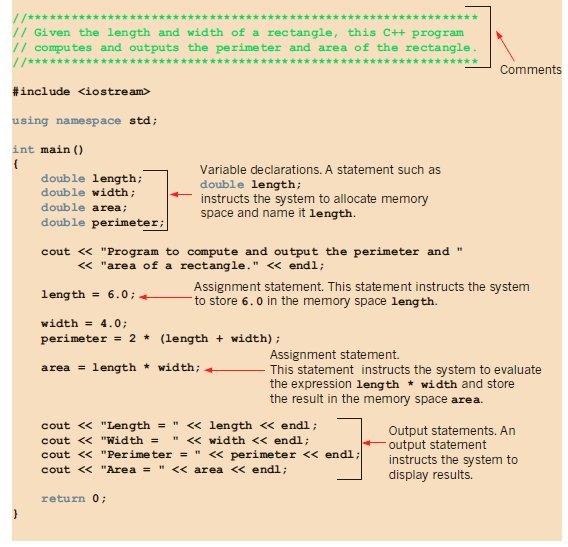 //**************************************************************
// Given the length and width of a rectangle, this C++ program
// computes and outputs the perimeter and area of the rectangle.
//**************************************************************
Comments
#include <iostream>
using namespace std;
int main()
{
double length;
double width;
double area;
double perimeter;
Variable declarations. A statement such as
double length;
instructs the system to allocate memory
space and name it length.
cout << "Program to compute and output the perimeter and "
<< "area of a rectangle." << endl;
length = 6.0;
Assignment statement. This statement instructs the system
to store 6.0 in the memory space length.
width = 4.0;
perimeter = 2 * (length + width);
area = length * width;
Assignment statement.
This statement instructs the system to evaluate
the expression length * width and store
the result in the memory space area.
cout << "Length = " << length << endl;
cout << "Width =  " << width << endl;
cout << "Perimeter = " << perimeter << endl;
cout << "Area = " << area << endl;
Output statements. An
output statement
instructs the system to
display results.
return 0;
}